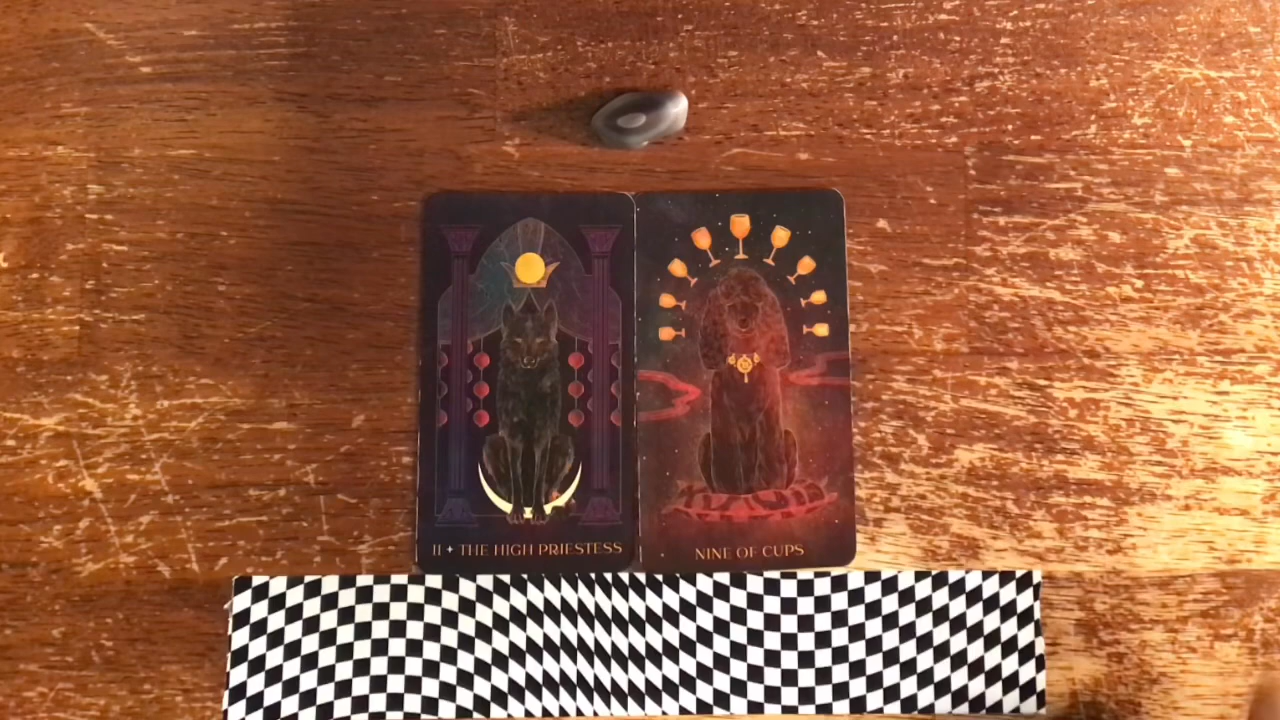 II ✦ THE HIGH PRIESTESS
NINE OF CUPS